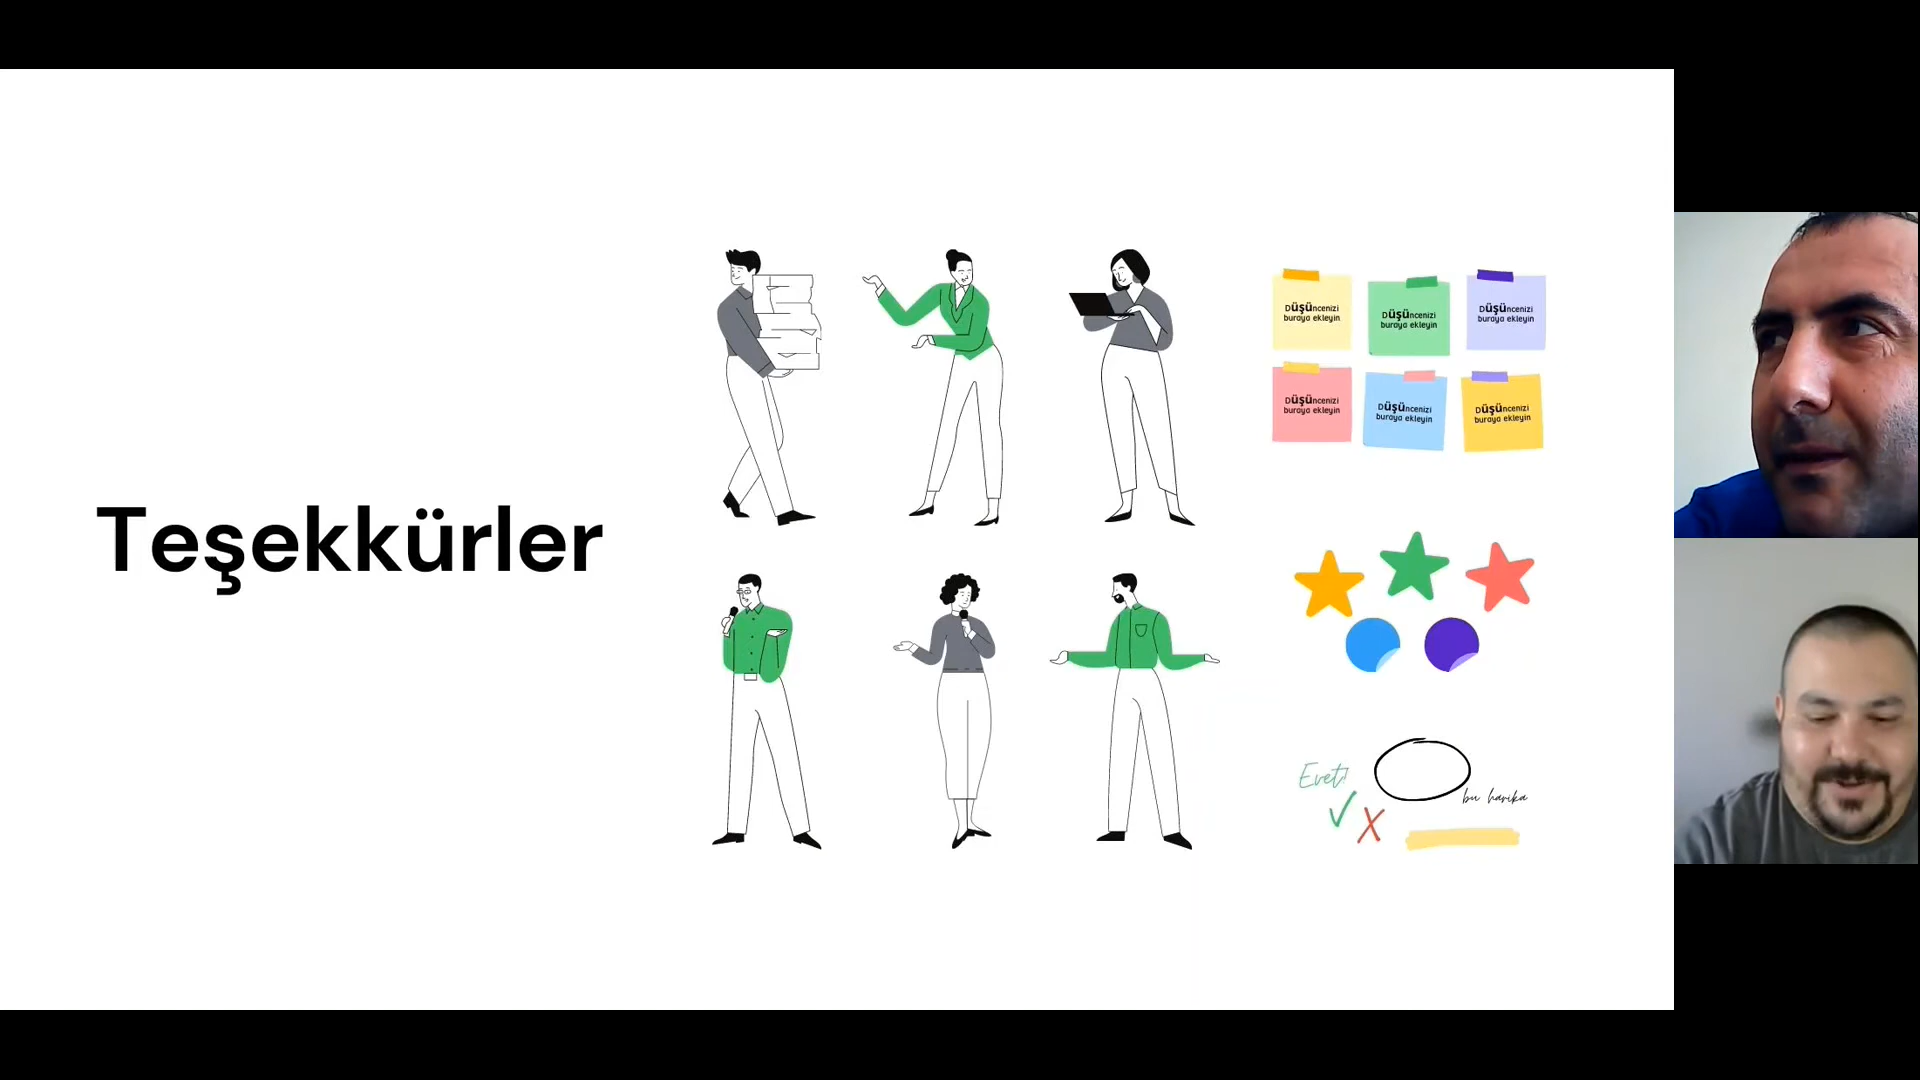 Teşekkürler
Düşüncenizi
buraya ekleyin
Düşüncenizi
buraya ekleyin
Düşüncenizi
buraya ekleyin
Düşüncenizi
buraya ekleyin
Düşüncenizi
buraya ekleyin
Düşüncenizi
buraya ekleyin
Evet!
bu harika